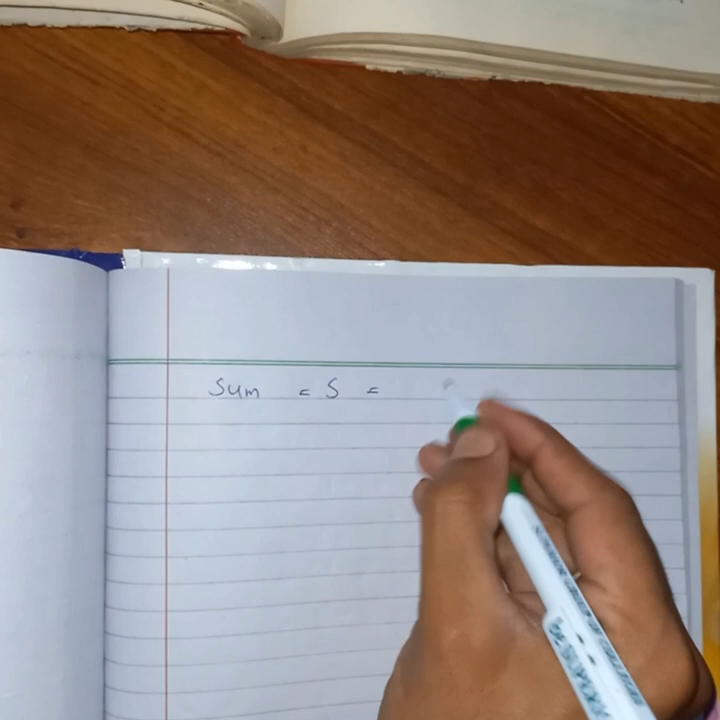 Sum = S =